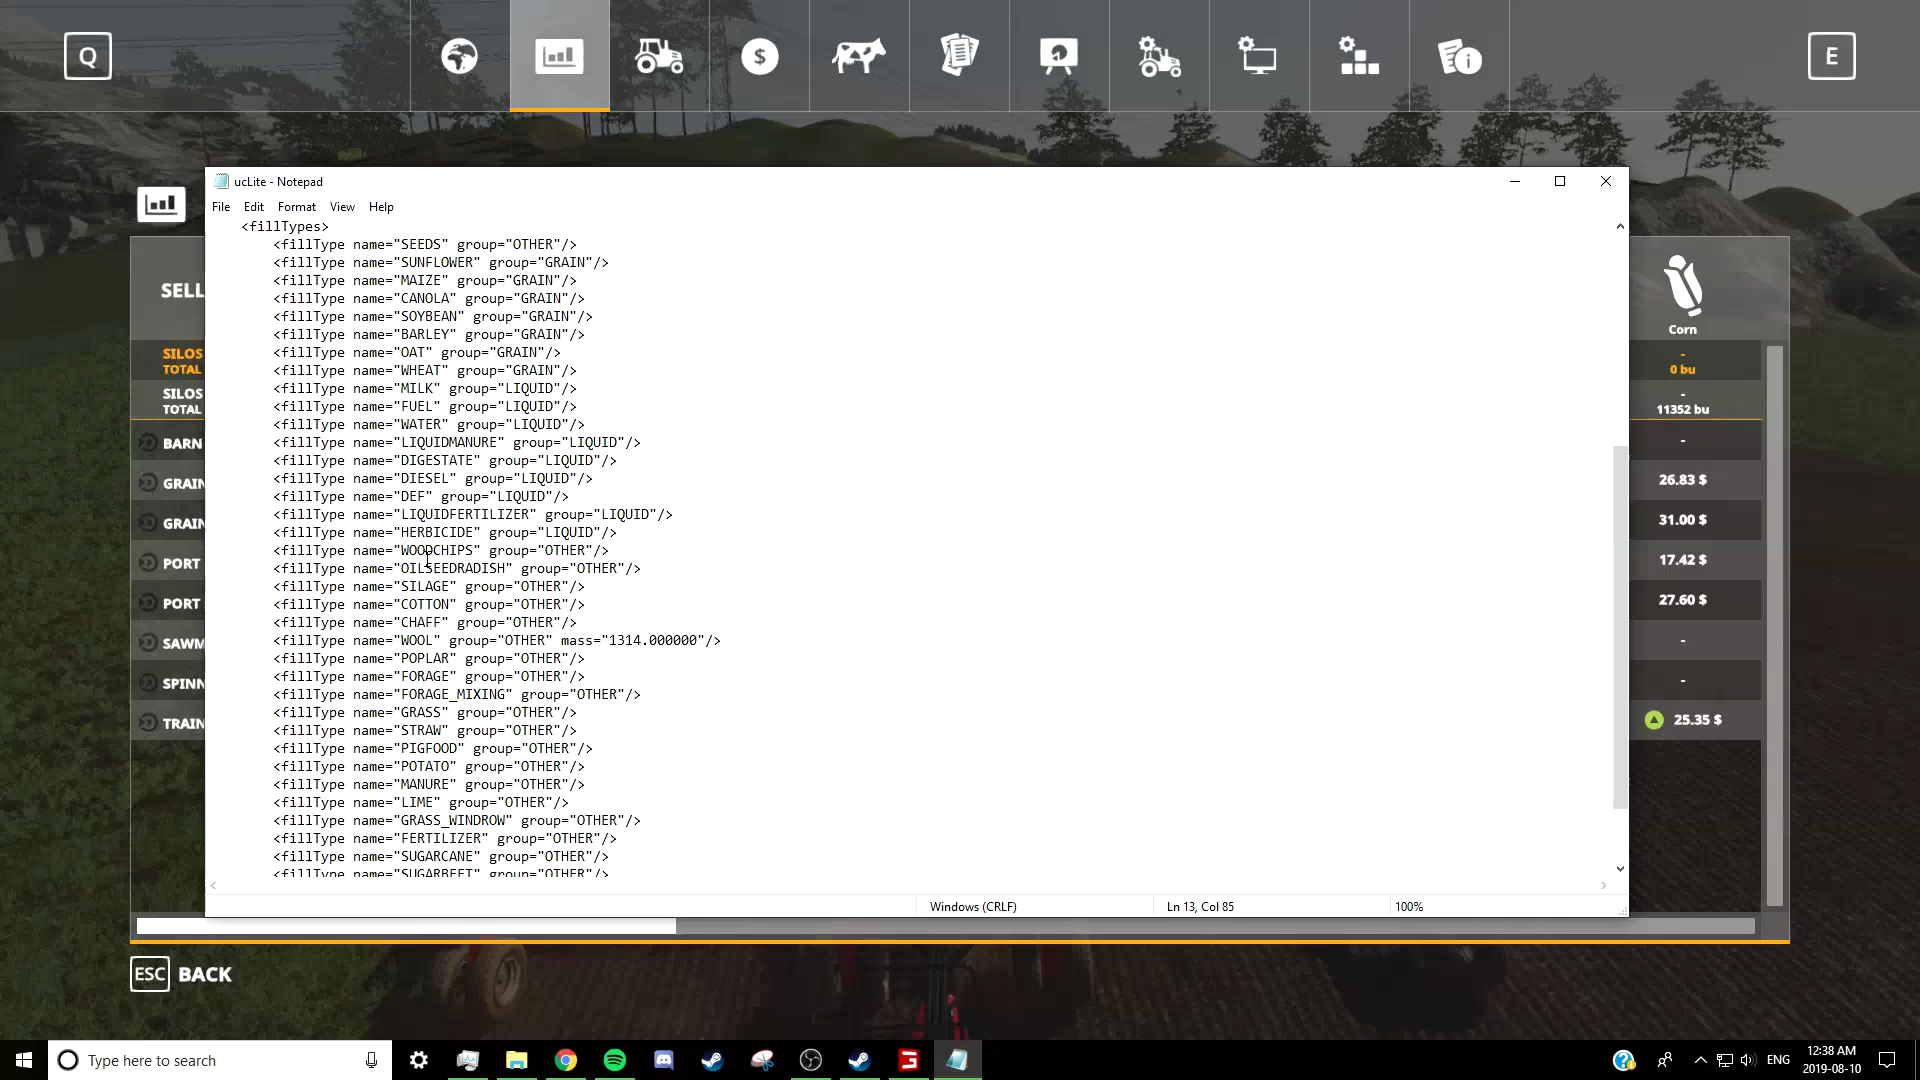 Q
$
E
ucLite - Notepad
File Edit Format View Help
<fillTypes>
<fillType name="SEEDS" group="OTHER"/>
<fillType name="SUNFLOWER" group="GRAIN"/>
<fillType name="MAIZE" group="GRAIN"/>
<fillType name="CANOLA" group="GRAIN"/>
<fillType name="SOYBEAN" group="GRAIN"/>
<fillType name="BARLEY" group="GRAIN"/>
<fillType name="OAT" group="GRAIN"/>
<fillType name="WHEAT" group="GRAIN"/>
<fillType name="MILK" group="LIQUID"/>
<fillType name="FUEL" group="LIQUID"/>
<fillType name="WATER" group="LIQUID"/>
<fillType name="LIQUIDMANURE" group="LIQUID"/>
<fillType name="DIGESTATE" group="LIQUID"/>
<fillType name="DIESEL" group="LIQUID"/>
<fillType name="DEF" group="LIQUID"/>
<fillType name="LIQUIDFERTILIZER" group="LIQUID"/>
<fillType name="HERBICIDE" group="LIQUID"/>
<fillType name="WOODCHIPS" group="OTHER"/>
<fillType name="OILSEEDRADISH" group="OTHER"/>
<fillType name="SILAGE" group="OTHER"/>
<fillType name="COTTON" group="OTHER"/>
<fillType name="CHAFF" group="OTHER"/>
<fillType name="WOOL" group="OTHER" mass="1314.000000"/>
<fillType name="POPLAR" group="OTHER"/>
<fillType name="FORAGE" group="OTHER"/>
<fillType name="FORAGE_MIXING" group="OTHER"/>
<fillType name="GRASS" group="OTHER"/>
<fillType name="STRAW" group="OTHER"/>
<fillType name="PIGFOOD" group="OTHER"/>
<fillType name="POTATO" group="OTHER"/>
<fillType name="MANURE" group="OTHER"/>
<fillType name="LIME" group="OTHER"/>
<fillType name="GRASS_WINDROW" group="OTHER"/>
<fillType name="FERTILIZER" group="OTHER"/>
<fillType name="SUGARCANE" group="OTHER"/>
<fillType name="SUGARBEET" group="OTHER"/>
Windows (CRLF) Ln 13, Col 85 100%
SELL
SILOS
TOTAL
SILOS
TOTAL
BARN
GRAIN
GRAIN
PORT
PORT
SAWM
SPINN
TRAIN
Corn
-
0 bu
-
11352 bu
-
26.83 $
31.00 $
17.42 $
27.60 $
-
-
25.35 $
ESC BACK
Type here to search
ENG
12:38 AM
2019-08-10